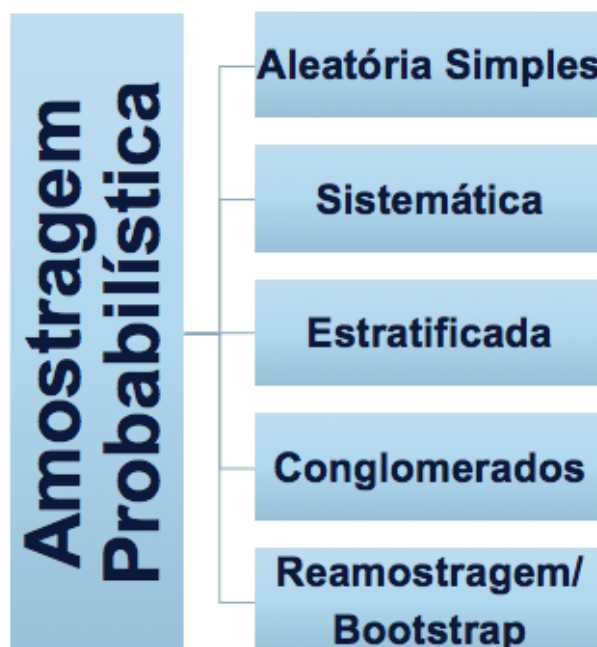 Amostragem
Probabilística
Aleatória Simples
Sistemática
Estratificada
Conglomerados
Reamostragem/
Bootstrap